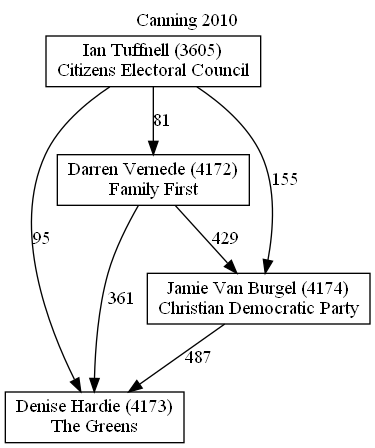 Canning 2010
Ian Tuffnell (3605)
Citizens Electoral Council
81
Darren Vernede (4172)
Family First
155
95
429
361
Jamie Van Burgel (4174)
Christian Democratic Party
487
Denise Hardie (4173)
The Greens